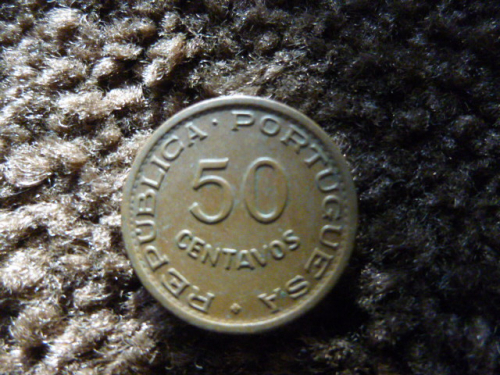 REPUBLICA · PORTUGUESA
50
CENTAVOS